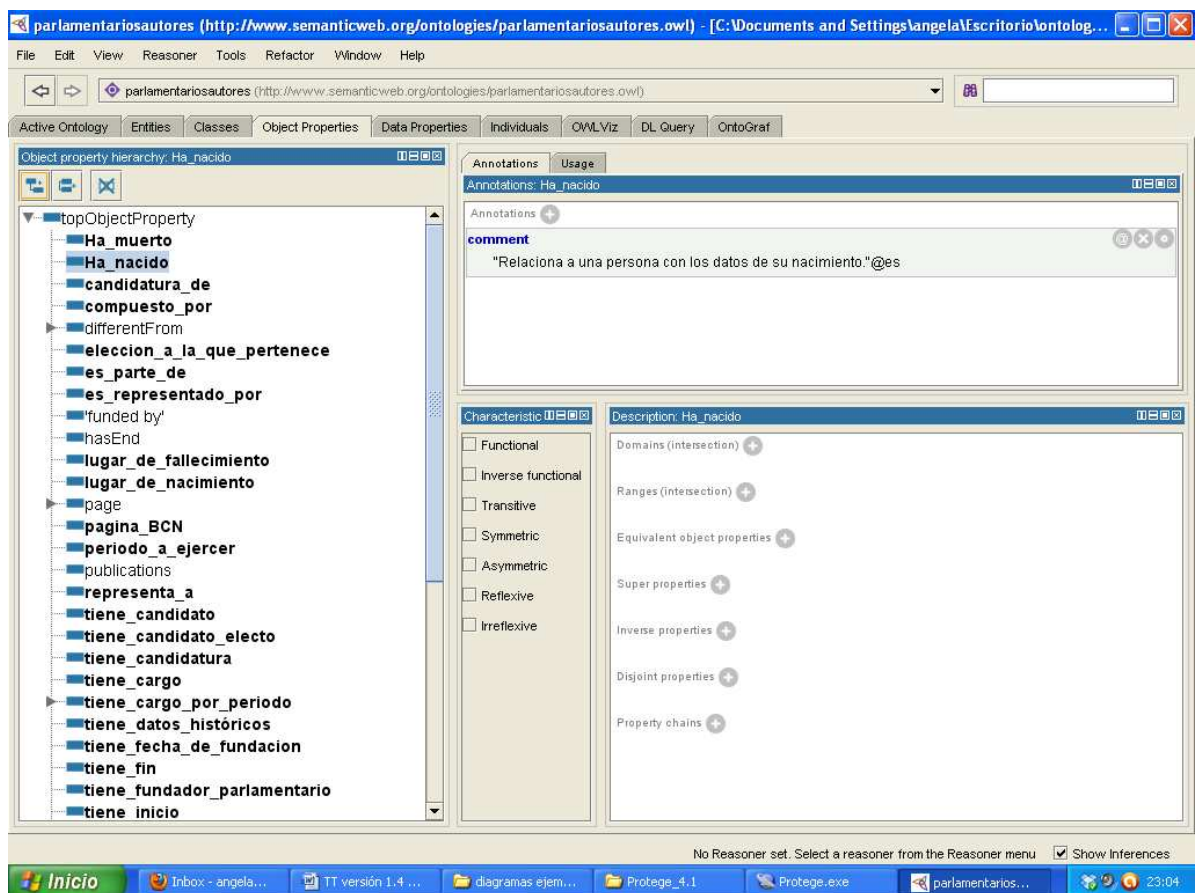 parlamentariosautores (http://www.semanticweb.org/ontologies/parlamentariosautores.owl) - [C:\Documents and Settings\angela\Escritorio\ontolog...
File Edit View Reasoner Tools Refactor Window Help
parlamentariosautores (http://www.semanticweb.org/ontologies/parlamentariosautores.owl)
Active Ontology Entities Classes Object Properties Data Properties Individuals OWLViz DL Query OntoGraf
Object property hierarchy: Ha_nacido
topObjectProperty
Ha_muerto
Ha_nacido
candidatura_de
compuesto_por
differentFrom
eleccion_a_la_que_pertenece
es_parte_de
es_representado_por
'funded by'
hasEnd
lugar_de_fallecimiento
lugar_de_nacimiento
page
pagina_BCN
periodo_a_ejercer
publications
representa_a
tiene_candidato
tiene_candidato_electo
tiene_candidatura
tiene_cargo
tiene_cargo_por_periodo
tiene_datos_históricos
tiene_fecha_de_fundacion
tiene_fin
tiene_fundador_parlamentario
tiene_inicio
Annotations Usage
Annotations: Ha_nacido
Annotations
comment
"Relaciona a una persona con los datos de su nacimiento."@es
Characteristic
Functional
Inverse functional
Transitive
Symmetric
Asymmetric
Reflexive
Irreflexive
Description: Ha_nacido
Domains (intersection)
Ranges (intersection)
Equivalent object properties
Super properties
Inverse properties
Disjoint properties
Property chains
No Reasoner set. Select a reasoner from the Reasoner menu Show Inferences
Inicio Inbox - angela... TT versión 1.4 ... diagramas ejem... Protege_4.1 Protege.exe parlamentarios... 23:04